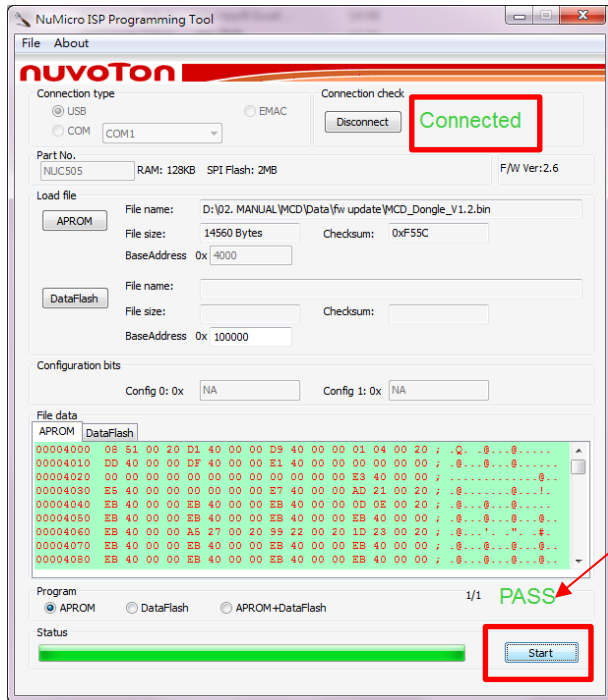 NuMicro ISP Programming Tool
File About
nuvoTon
Connection type
USB
EMAC
COM
COM1
Connection check
Disconnect
Connected
Part No.
NUC505
RAM: 128KB SPI Flash: 2MB
F/W Ver:2.6
Load file
APROM
File name: D:\02. MANUAL\MCD\Data\fw update\MCD_Dongle_V1.2.bin
File size: 14560 Bytes Checksum: 0xF55C
BaseAddress 0x 4000
DataFlash
File name:
File size: Checksum:
BaseAddress 0x 100000
Configuration bits
Config 0: 0x NA Config 1: 0x NA
File data
APROM DataFlash
00004000 08 51 00 20 D1 40 00 00 D9 40 00 00 01 04 00 20 ; .Q. .@...@.....
00004010 DD 40 00 00 DF 40 00 00 E1 40 00 00 00 00 00 00 ; .@...@...@......
00004020 00 00 00 00 00 00 00 00 00 00 00 00 E3 40 00 00 ; .............@..
00004030 E5 40 00 00 00 00 00 00 E7 40 00 00 AD 21 00 20 ; .@.......@...!.
00004040 EB 40 00 00 EB 40 00 00 EB 40 00 00 0D 0E 00 20 ; .@...@...@.....
00004050 EB 40 00 00 EB 40 00 00 EB 40 00 00 EB 40 00 00 ; .@...@...@...@..
00004060 EB 40 00 00 A5 27 00 20 99 22 00 20 1D 23 00 20 ; .@...'. .". .#.
00004070 EB 40 00 00 EB 40 00 00 EB 40 00 00 EB 40 00 00 ; .@...@...@...@..
00004080 EB 40 00 00 EB 40 00 00 EB 40 00 00 EB 40 00 00 ; .@...@...@...@..
Program
APROM DataFlash APROM+DataFlash
1/1 PASS
Status
Start